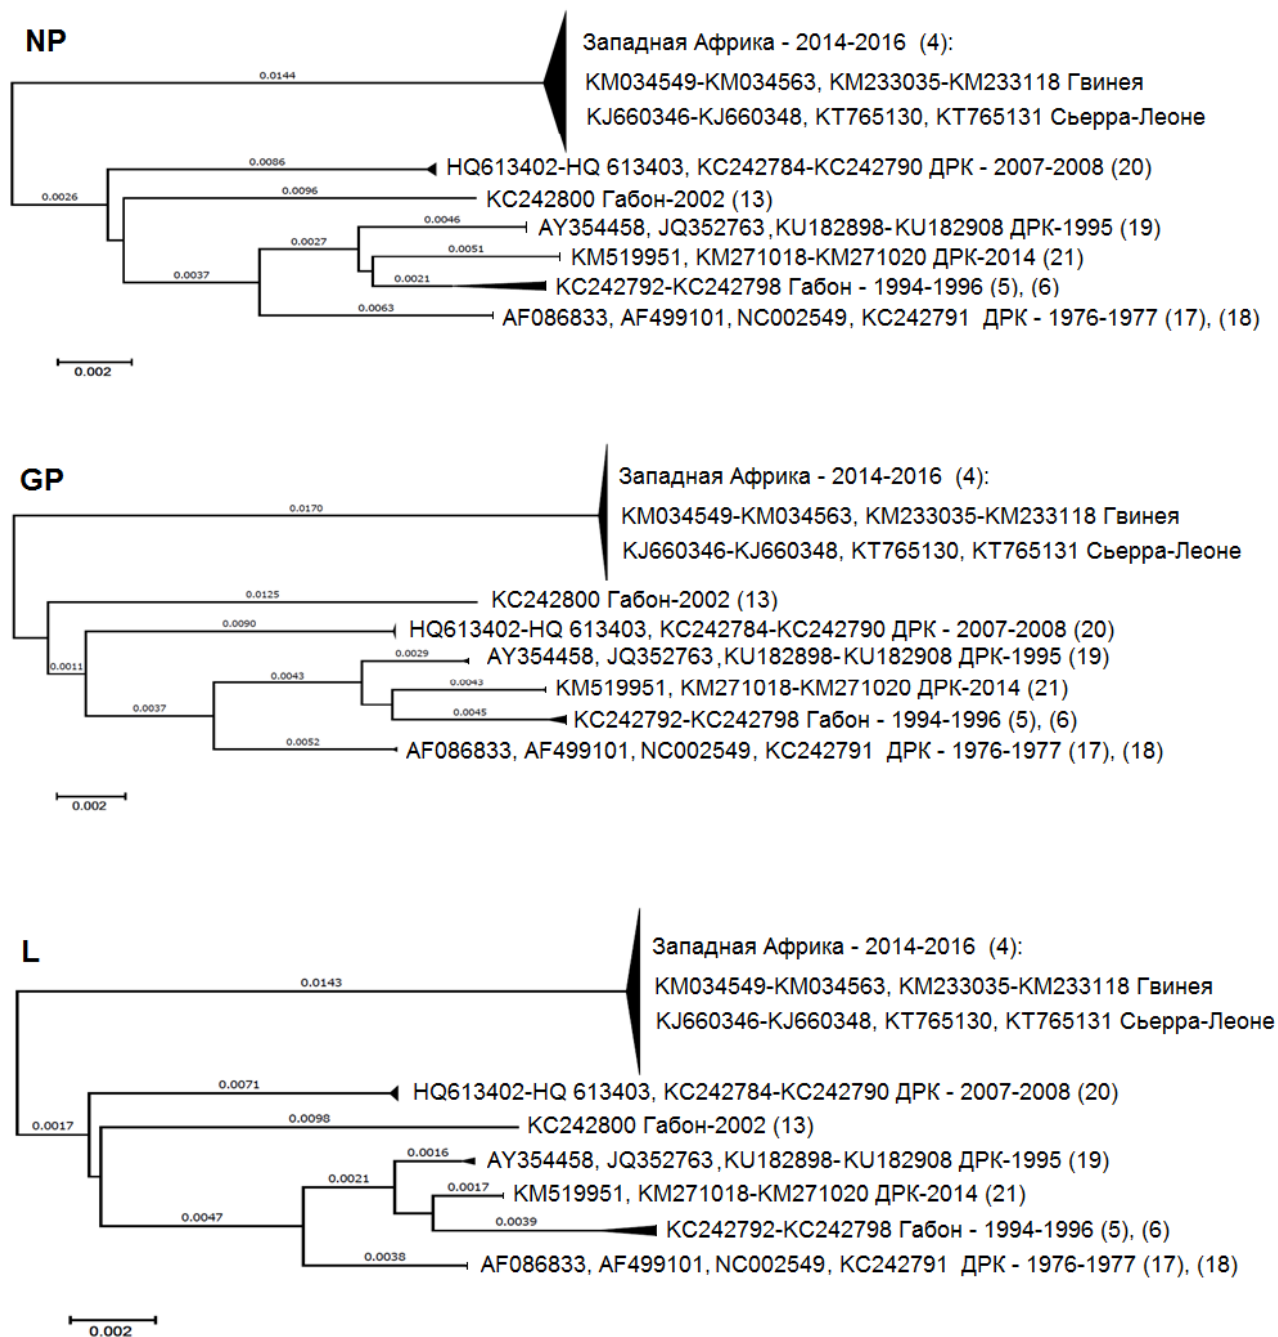 NP
Западная Африка - 2014-2016 (4):
0.0144
KM034549-KM034563, KM233035-KM233118 Гвинея
KJ660346-KJ660348, KT765130, KT765131 Сьерра-Леоне
0.0086
HQ613402-HQ 613403, KC242784-KC242790 ДРК - 2007-2008 (20)
0.0026
0.0096
KC242800 Габон-2002 (13)
0.0046
AY354458, JQ352763,KU182898-KU182908 ДРК-1995 (19)
0.0027
0.0051
KM519951, KM271018-KM271020 ДРК-2014 (21)
0.0037
0.0021
KC242792-KC242798 Габон - 1994-1996 (5), (6)
0.0063
AF086833, AF499101, NC002549, KC242791 ДРК - 1976-1977 (17), (18)
0.002
GP
Западная Африка - 2014-2016 (4):
0.0170
KM034549-KM034563, KM233035-KM233118 Гвинея
KJ660346-KJ660348, KT765130, KT765131 Сьерра-Леоне
0.0125
KC242800 Габон-2002 (13)
0.0090
HQ613402-HQ 613403, KC242784-KC242790 ДРК - 2007-2008 (20)
0.0011
0.0029
AY354458, JQ352763,KU182898-KU182908 ДРК-1995 (19)
0.0043
0.0043
KM519951, KM271018-KM271020 ДРК-2014 (21)
0.0037
0.0045
KC242792-KC242798 Габон - 1994-1996 (5), (6)
0.0052
AF086833, AF499101, NC002549, KC242791 ДРК - 1976-1977 (17), (18)
0.002
L
Западная Африка - 2014-2016 (4):
0.0143
KM034549-KM034563, KM233035-KM233118 Гвинея
KJ660346-KJ660348, KT765130, KT765131 Сьерра-Леоне
0.0071
HQ613402-HQ 613403, KC242784-KC242790 ДРК - 2007-2008 (20)
0.0017
0.0098
KC242800 Габон-2002 (13)
0.0016
AY354458, JQ352763,KU182898-KU182908 ДРК-1995 (19)
0.0021
0.0017
KM519951, KM271018-KM271020 ДРК-2014 (21)
0.0047
0.0039
KC242792-KC242798 Габон - 1994-1996 (5), (6)
0.0038
AF086833, AF499101, NC002549, KC242791 ДРК - 1976-1977 (17), (18)
0.002